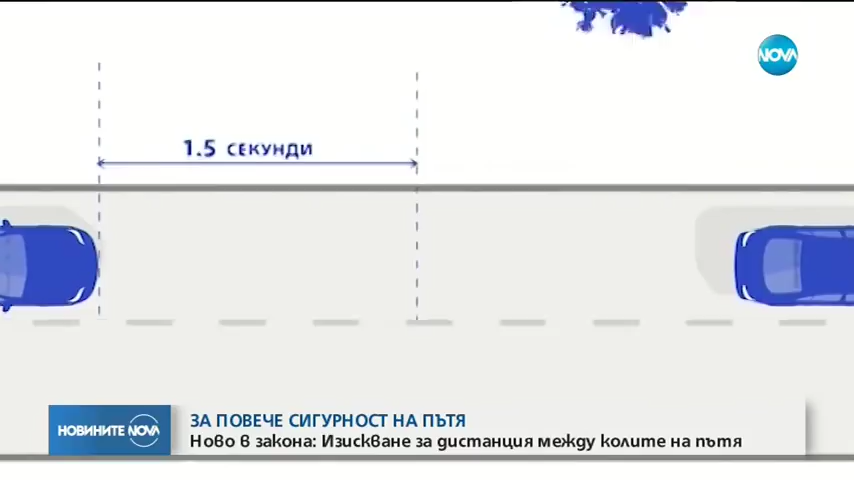 NOVA
1.5 СЕКУНДИ
ЗА ПОВЕЧЕ СИГУРНОСТ НА ПЪТЯ
НОВИНИТЕ NOVA
Ново в закона: Изискване за дистанция между колите на пътя